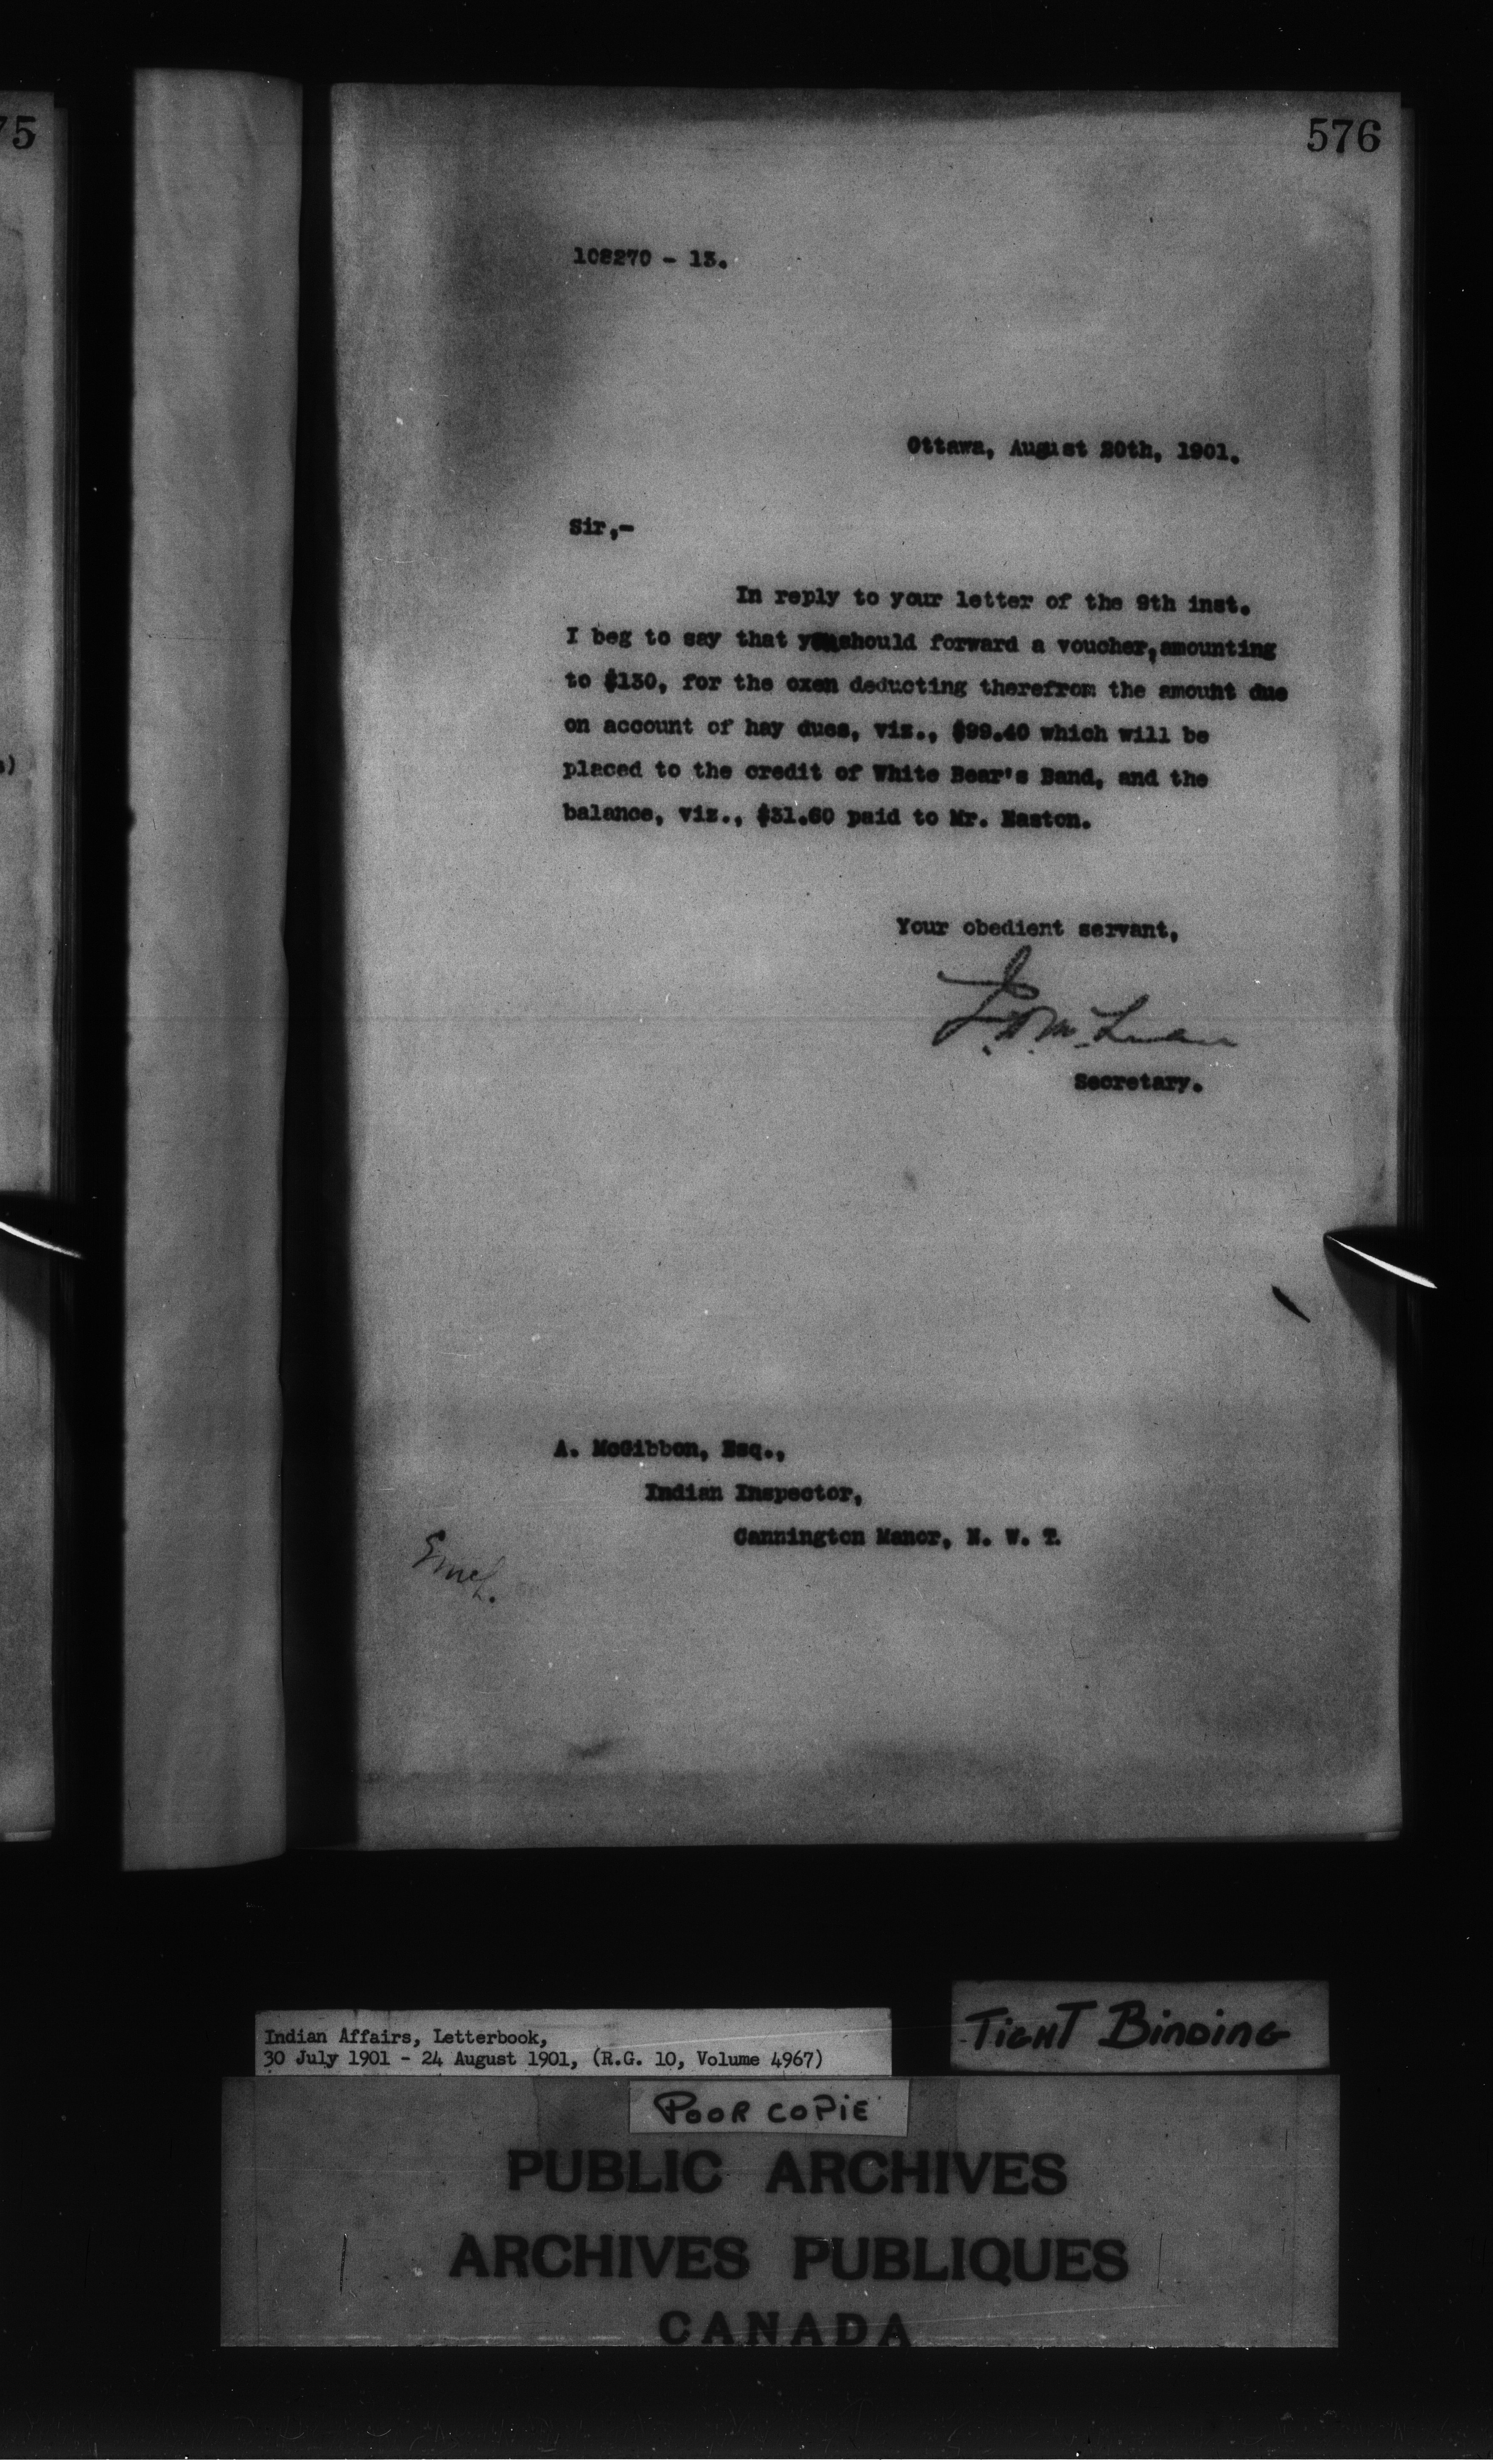 75
576
108270 - 13.
Ottawa, August 20th, 1901.
Sir,-
In reply to your letter of the 9th inst.
I beg to say that you should forward a voucher, amounting
to $130, for the oxen deducting therefrom the amount due
on account of hay dues, viz., $99.40 which will be
placed to the credit of White Bear's Band, and the
balance, viz., $31.60 paid to Mr. Easton.
Your obedient servant,
J. D. McLean
Secretary.
A. McGibbon, Esq.,
Indian Inspector,
Cannington Manor, N. W. T.
Indian Affairs, Letterbook,
30 July 1901 - 24 August 1901, (R.G. 10, Volume 4967)
TIGHT BINDING
POOR COPIE
PUBLIC ARCHIVES
ARCHIVES PUBLIQUES
CANADA